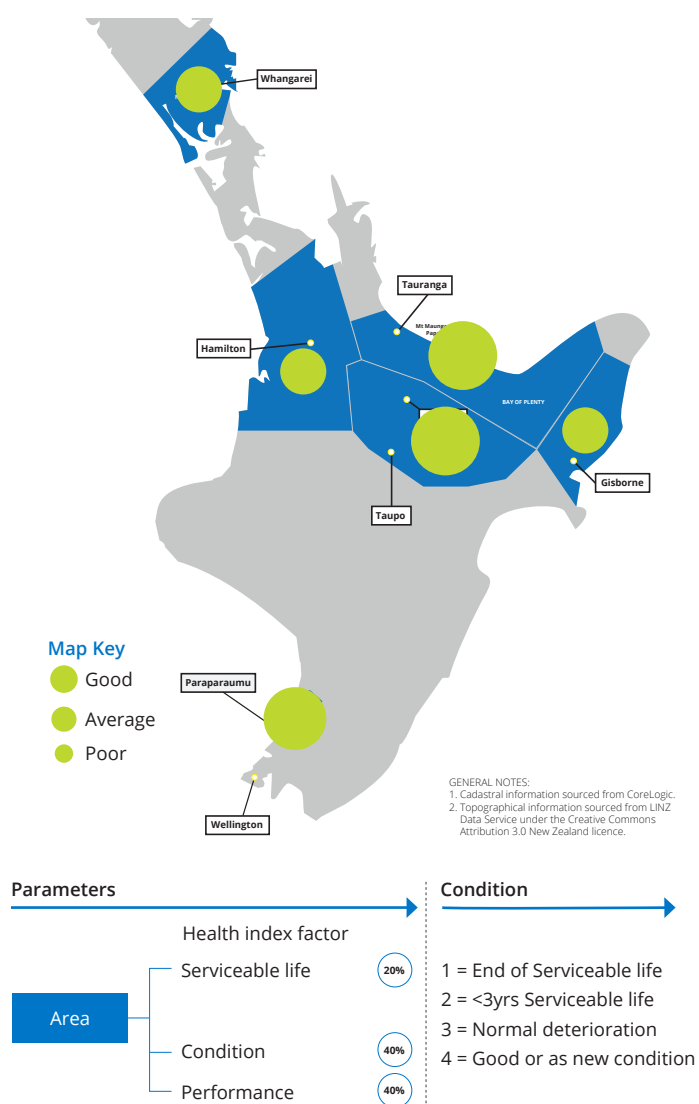 Whangarei
Tauranga
Mt Maung
Pap
Hamilton
BAY OF PLENTY
Gisborne
Taupo
Map Key
Good
Average
Poor
Paraparaumu
Wellington
GENERAL NOTES:
1. Cadastral information sourced from CoreLogic.
2. Topographical information sourced from LINZ
Data Service under the Creative Commons
Attribution 3.0 New Zealand licence.
Parameters
Health index factor
Area
Serviceable life 20%
Condition 40%
Performance 40%
Condition
1 = End of Serviceable life
2 = <3yrs Serviceable life
3 = Normal deterioration
4 = Good or as new condition